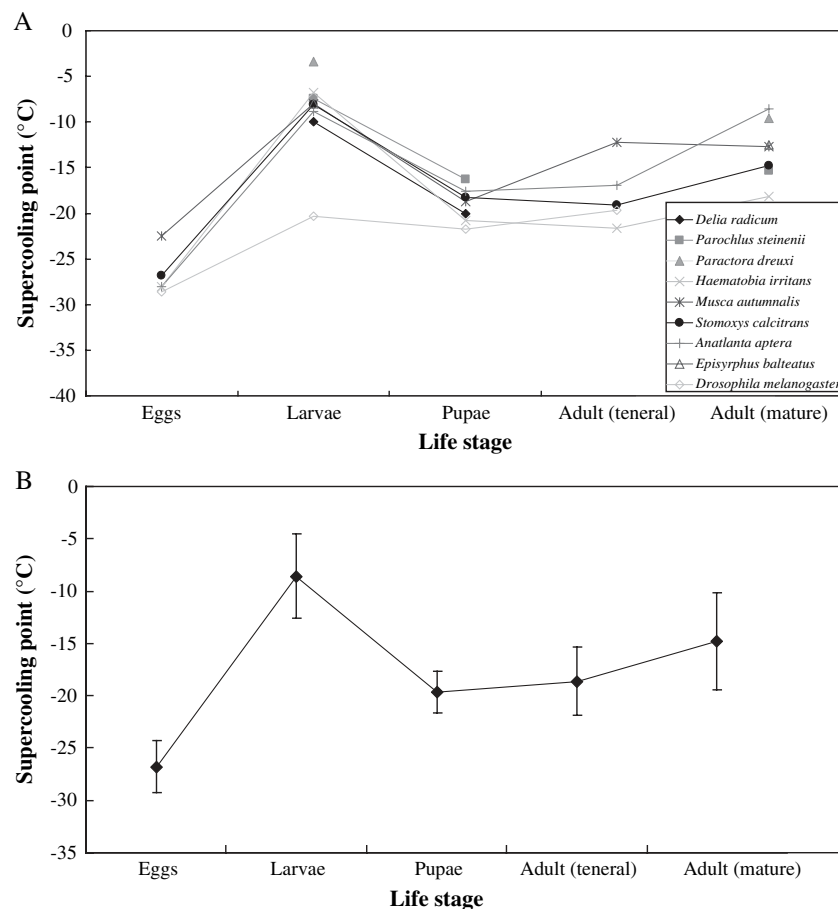 A
Supercooling point (°C)
0
-5
-10
-15
-20
-25
-30
-35
-40
Delia radicum
Parochlus steinenii
Paractora dreuxi
Haematobia irritans
Musca autumnalis
Stomoxys calcitrans
Anatlanta aptera
Episyrphus balteatus
Drosophila melanogaster
Eggs Larvae Pupae Adult (teneral) Adult (mature)
Life stage
B
Supercooling point (°C)
0
-5
-10
-15
-20
-25
-30
-35
Eggs Larvae Pupae Adult (teneral) Adult (mature)
Life stage